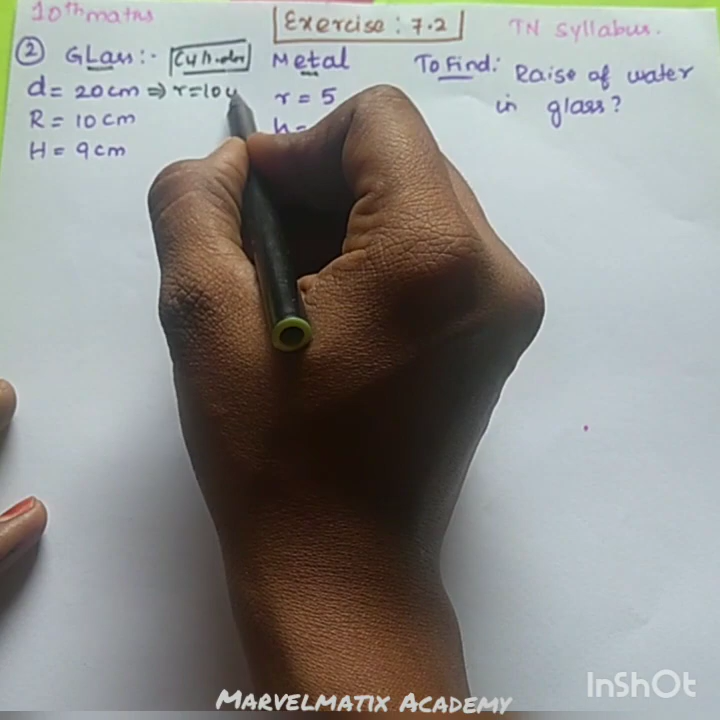 10th maths
Exercise : 7.2
TN Syllabus.
② GLass :- Cylinder
d = 20 cm ⇒ r=10
R = 10 cm
H = 9 cm
Metal
r = 5
h =
To Find: Raise of water
in glass?
InShOt
MARVELMATIX ACADEMY